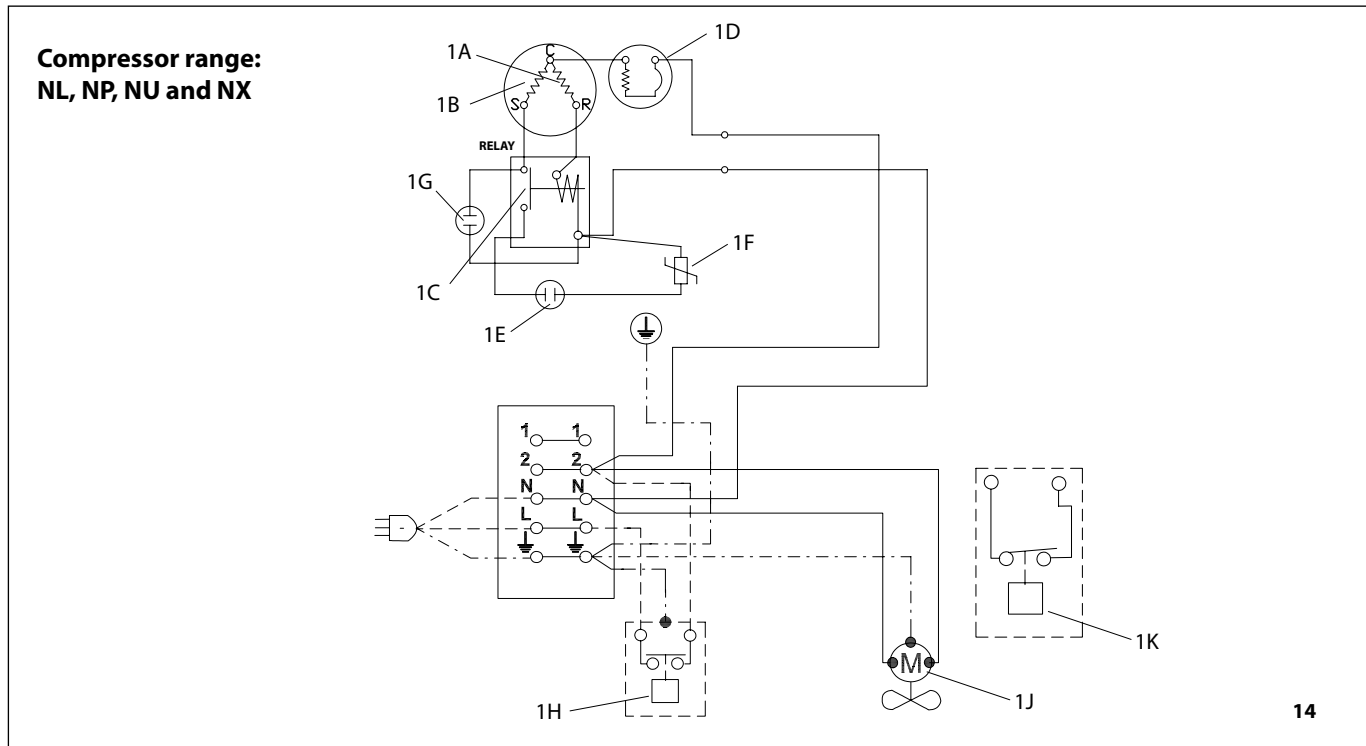 Compressor range:
NL, NP, NU and NX
1A
1D
C
1B
S
R
RELAY
1G
1F
1C
1E
1 1
2 2
N N
L L
1K
M
1H
1J
14